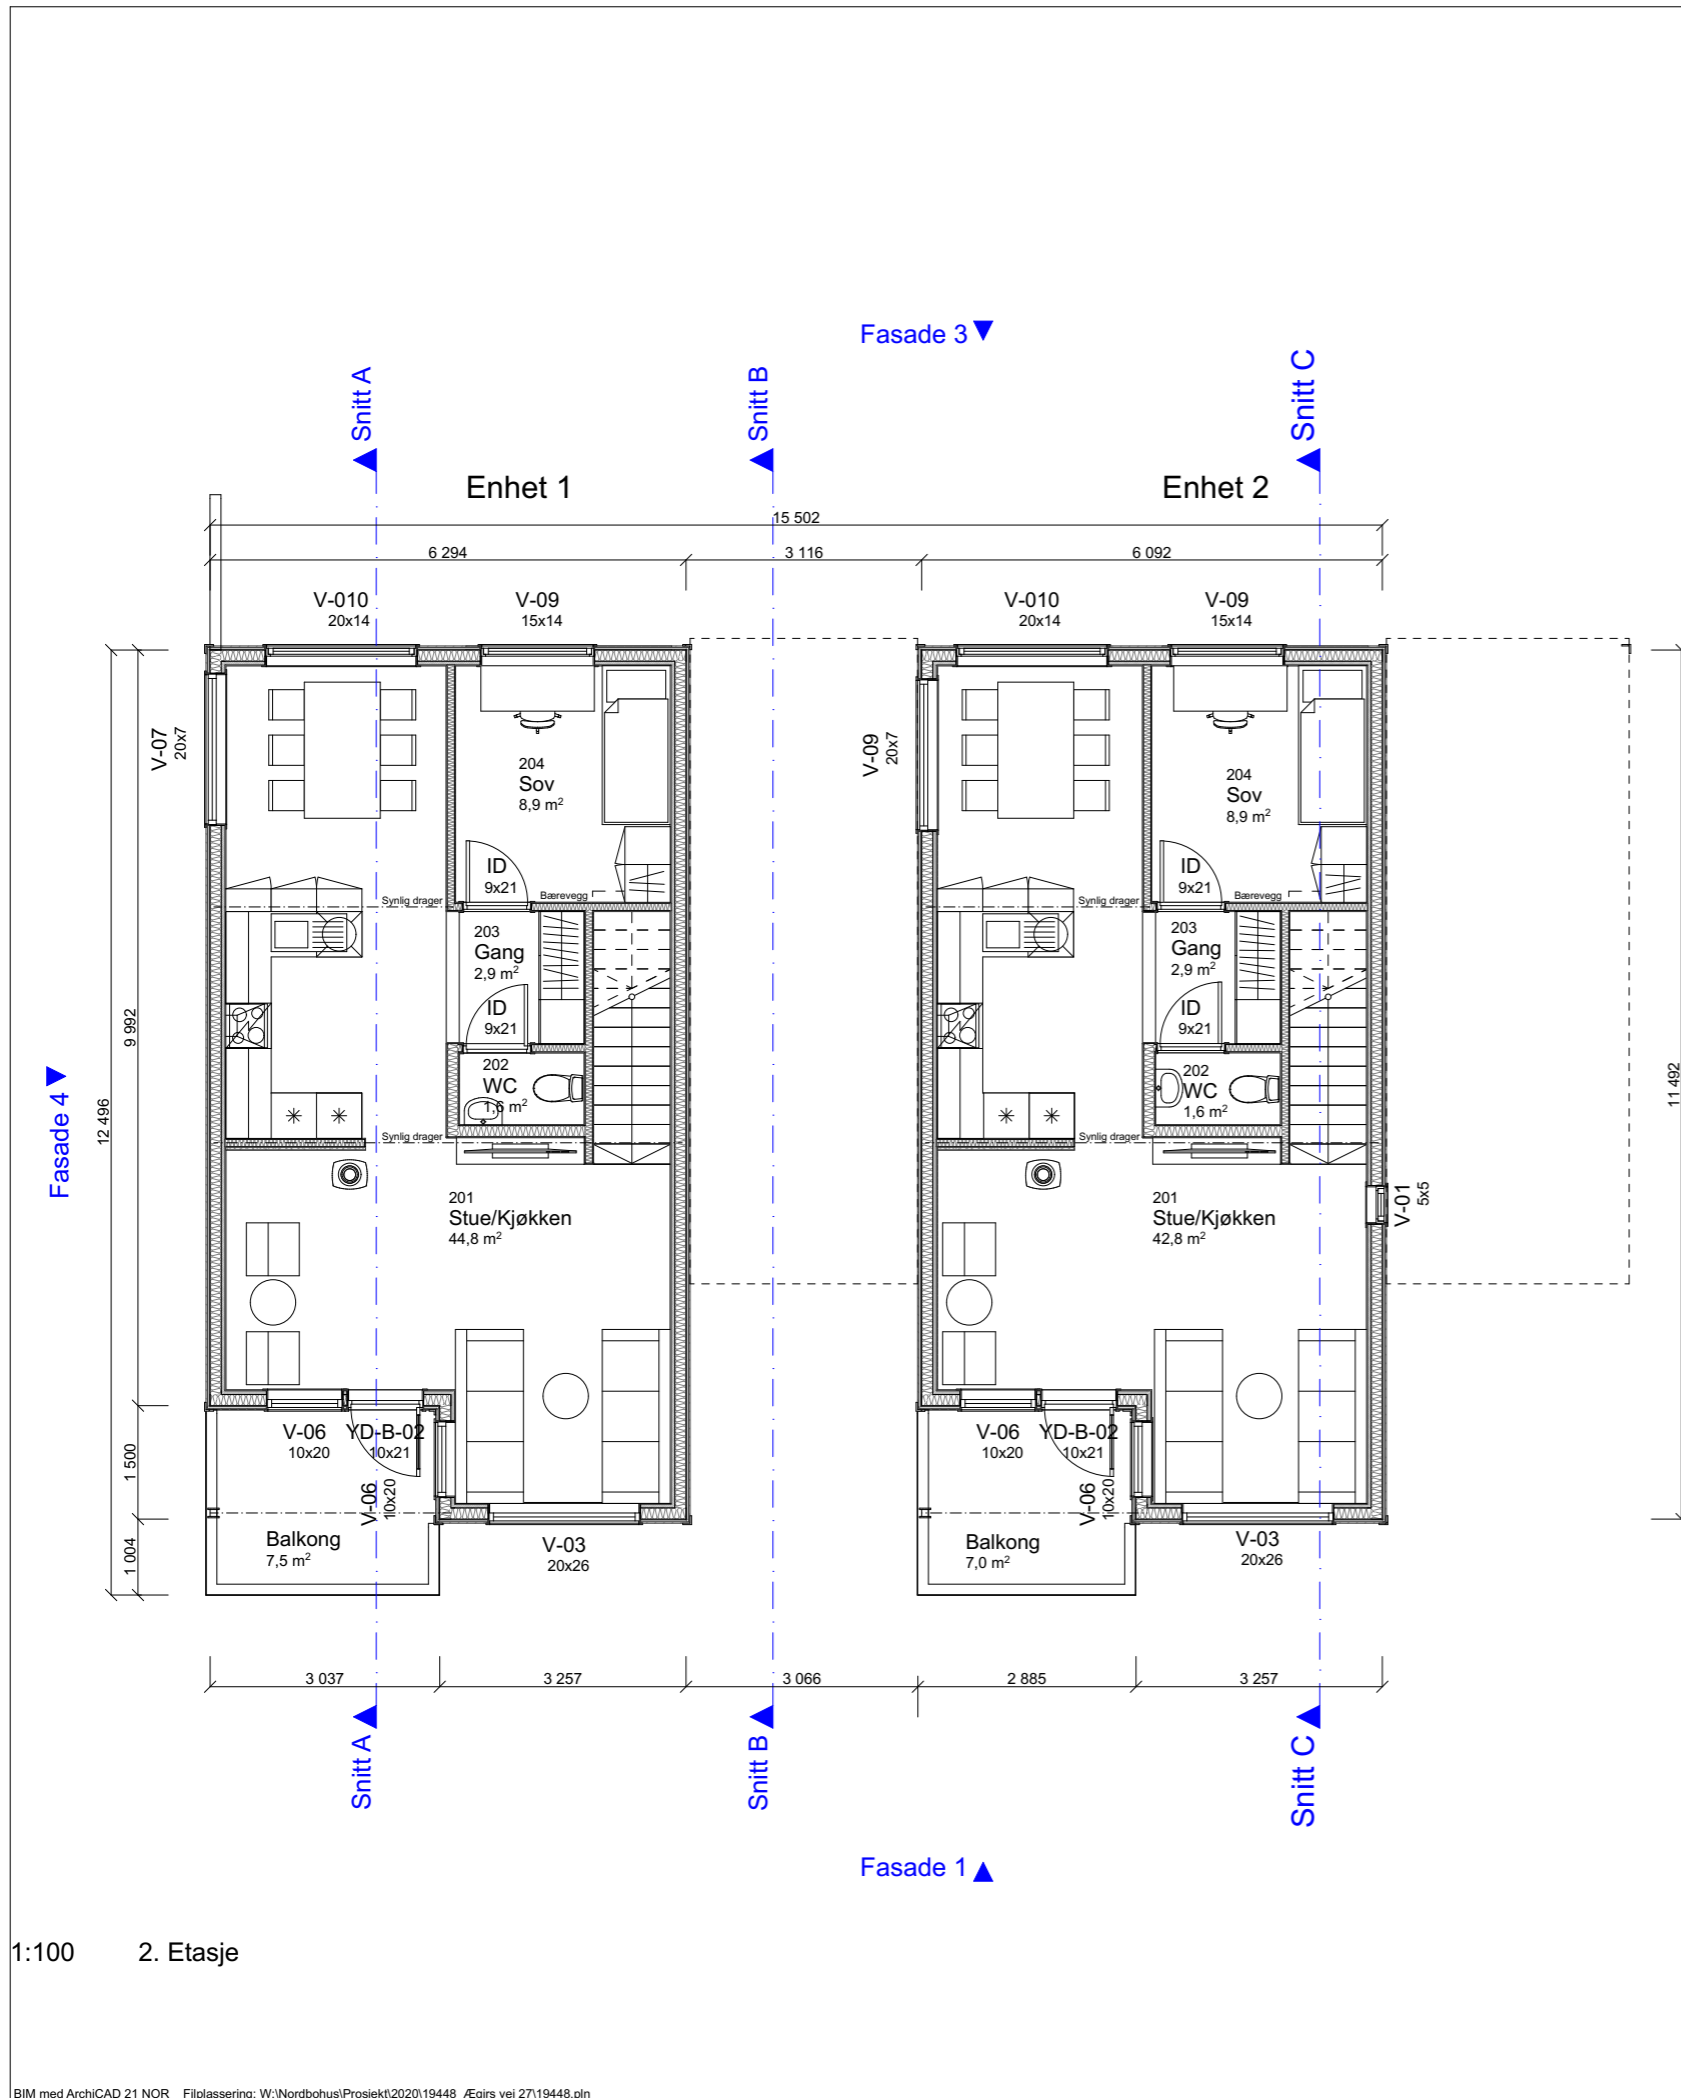 Fasade 3
Snitt A
Snitt B
Snitt C
Enhet 1
Enhet 2
15 502
6 294
3 116
6 092
V-010
20x14
V-09
15x14
V-010
20x14
V-09
15x14
V-07
20x7
V-09
20x7
204
Sov
8,9 m²
204
Sov
8,9 m²
ID
9x21
ID
9x21
Synlig drager
Bærevegg
Synlig drager
Bærevegg
203
Gang
2,9 m²
203
Gang
2,9 m²
ID
9x21
ID
9x21
9 992
12 496
11 492
Fasade 4
202
WC
1,6 m²
202
WC
1,6 m²
Synlig drager
Synlig drager
201
Stue/Kjøkken
44,8 m²
201
Stue/Kjøkken
42,8 m²
V-01
5x5
V-06
10x20
YD-B-02
10x21
V-06
10x20
V-06
10x20
YD-B-02
10x21
V-06
10x20
1 500
1 004
Balkong
7,5 m²
V-03
20x26
Balkong
7,0 m²
V-03
20x26
3 037
3 257
3 066
2 885
3 257
Snitt A
Snitt B
Snitt C
Fasade 1
1:100 2. Etasje
BIM med ArchiCAD 21 NOR Filplassering: W:\Nordbohus\Prosjekt\2020\19448_Ægirs vei 27\19448.pln